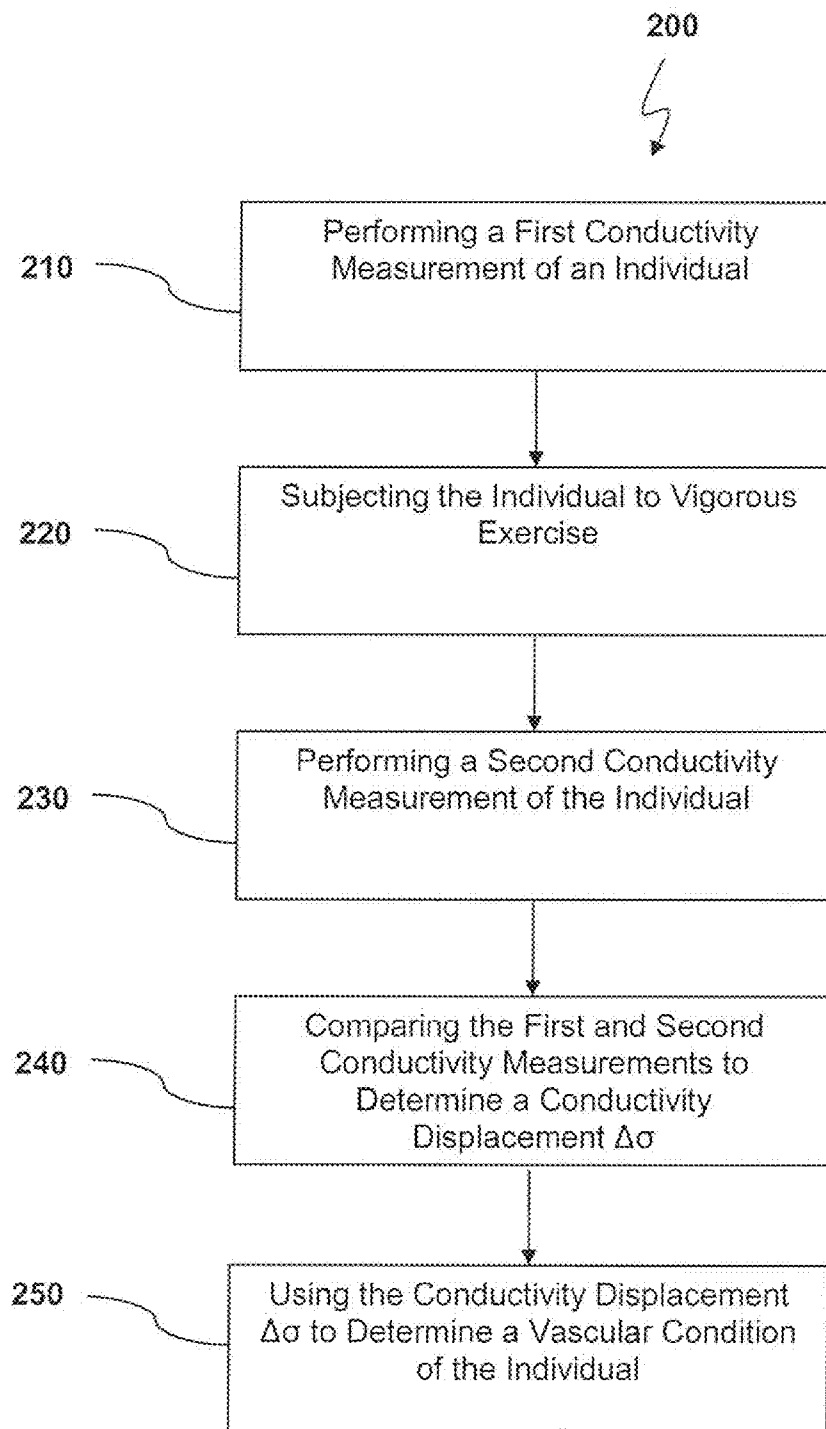 200
210
Performing a First Conductivity
Measurement of an Individual
220
Subjecting the Individual to Vigorous
Exercise
230
Performing a Second Conductivity
Measurement of the Individual
240
Comparing the First and Second
Conductivity Measurements to
Determine a Conductivity
Displacement Δσ
250
Using the Conductivity Displacement
Δσ to Determine a Vascular Condition
of the Individual